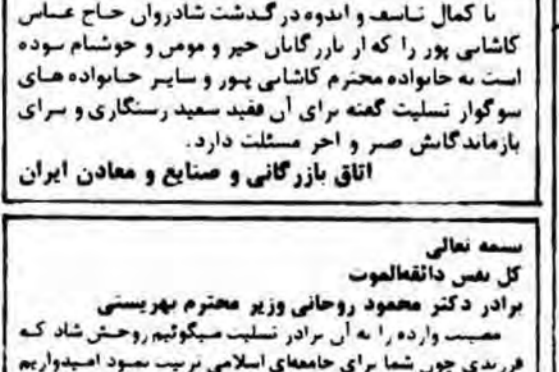 با کمال تاسف و اندوه درگذشت شادروان حاج عباس
کاشانی پور را که از بازرگانان خیر و مومن و خوشنام بوده
است به خانواده محترم کاشانی پور و سایر خانواده های
سوگوار تسلیت گفته برای آن فقید سعید رستگاری و برای
بازماندگانش صبر و اجر مسئلت دارد.
اتاق بازرگانی و صنایع و معادن ایران
بسمه تعالی
کل نفس دائقةالموت
برادر دکتر محمود روحانی وزیر محترم بهزیستی
مصیبت وارده را به آن برادر تسلیت میگوئیم روحش شاد که
فرزندی چون شما برای جامعه‌ای اسلامی تربیت نمود امیدواریم